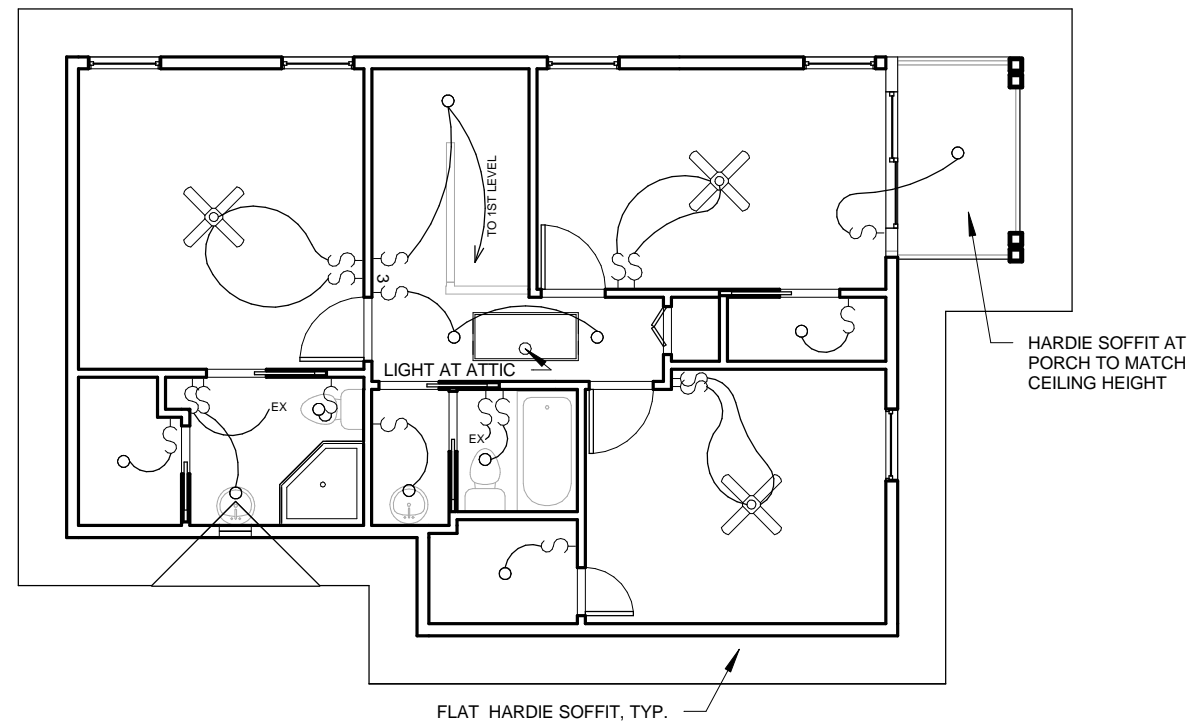 TO 1ST LEVEL
3
HARDIE SOFFIT AT
PORCH TO MATCH
CEILING HEIGHT
LIGHT AT ATTIC
EX
EX
FLAT HARDIE SOFFIT, TYP.